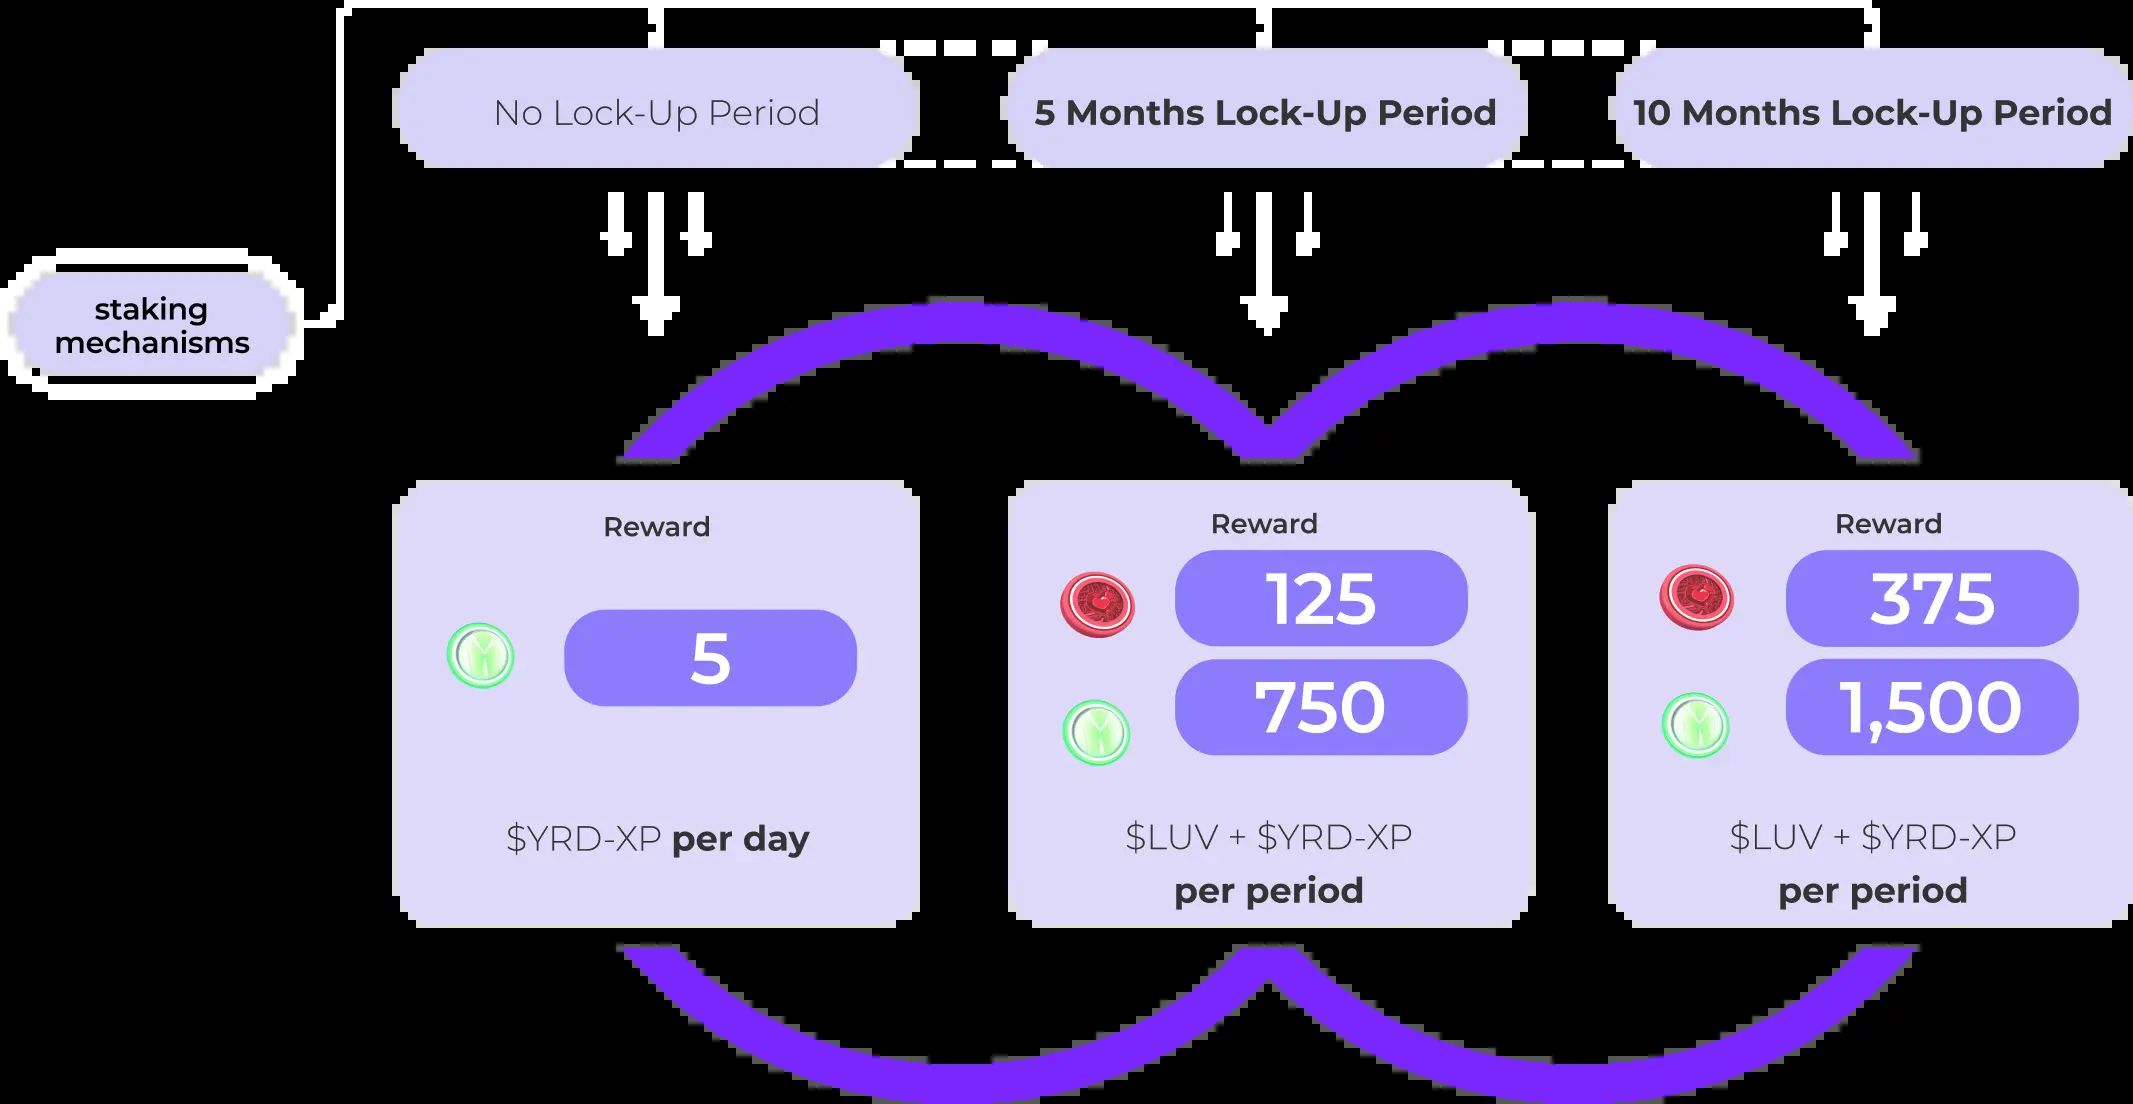 No Lock-Up Period
5 Months Lock-Up Period
10 Months Lock-Up Period
staking
mechanisms
Reward
5
$YRD-XP per day
Reward
125
750
$LUV + $YRD-XP
per period
Reward
375
1,500
$LUV + $YRD-XP
per period